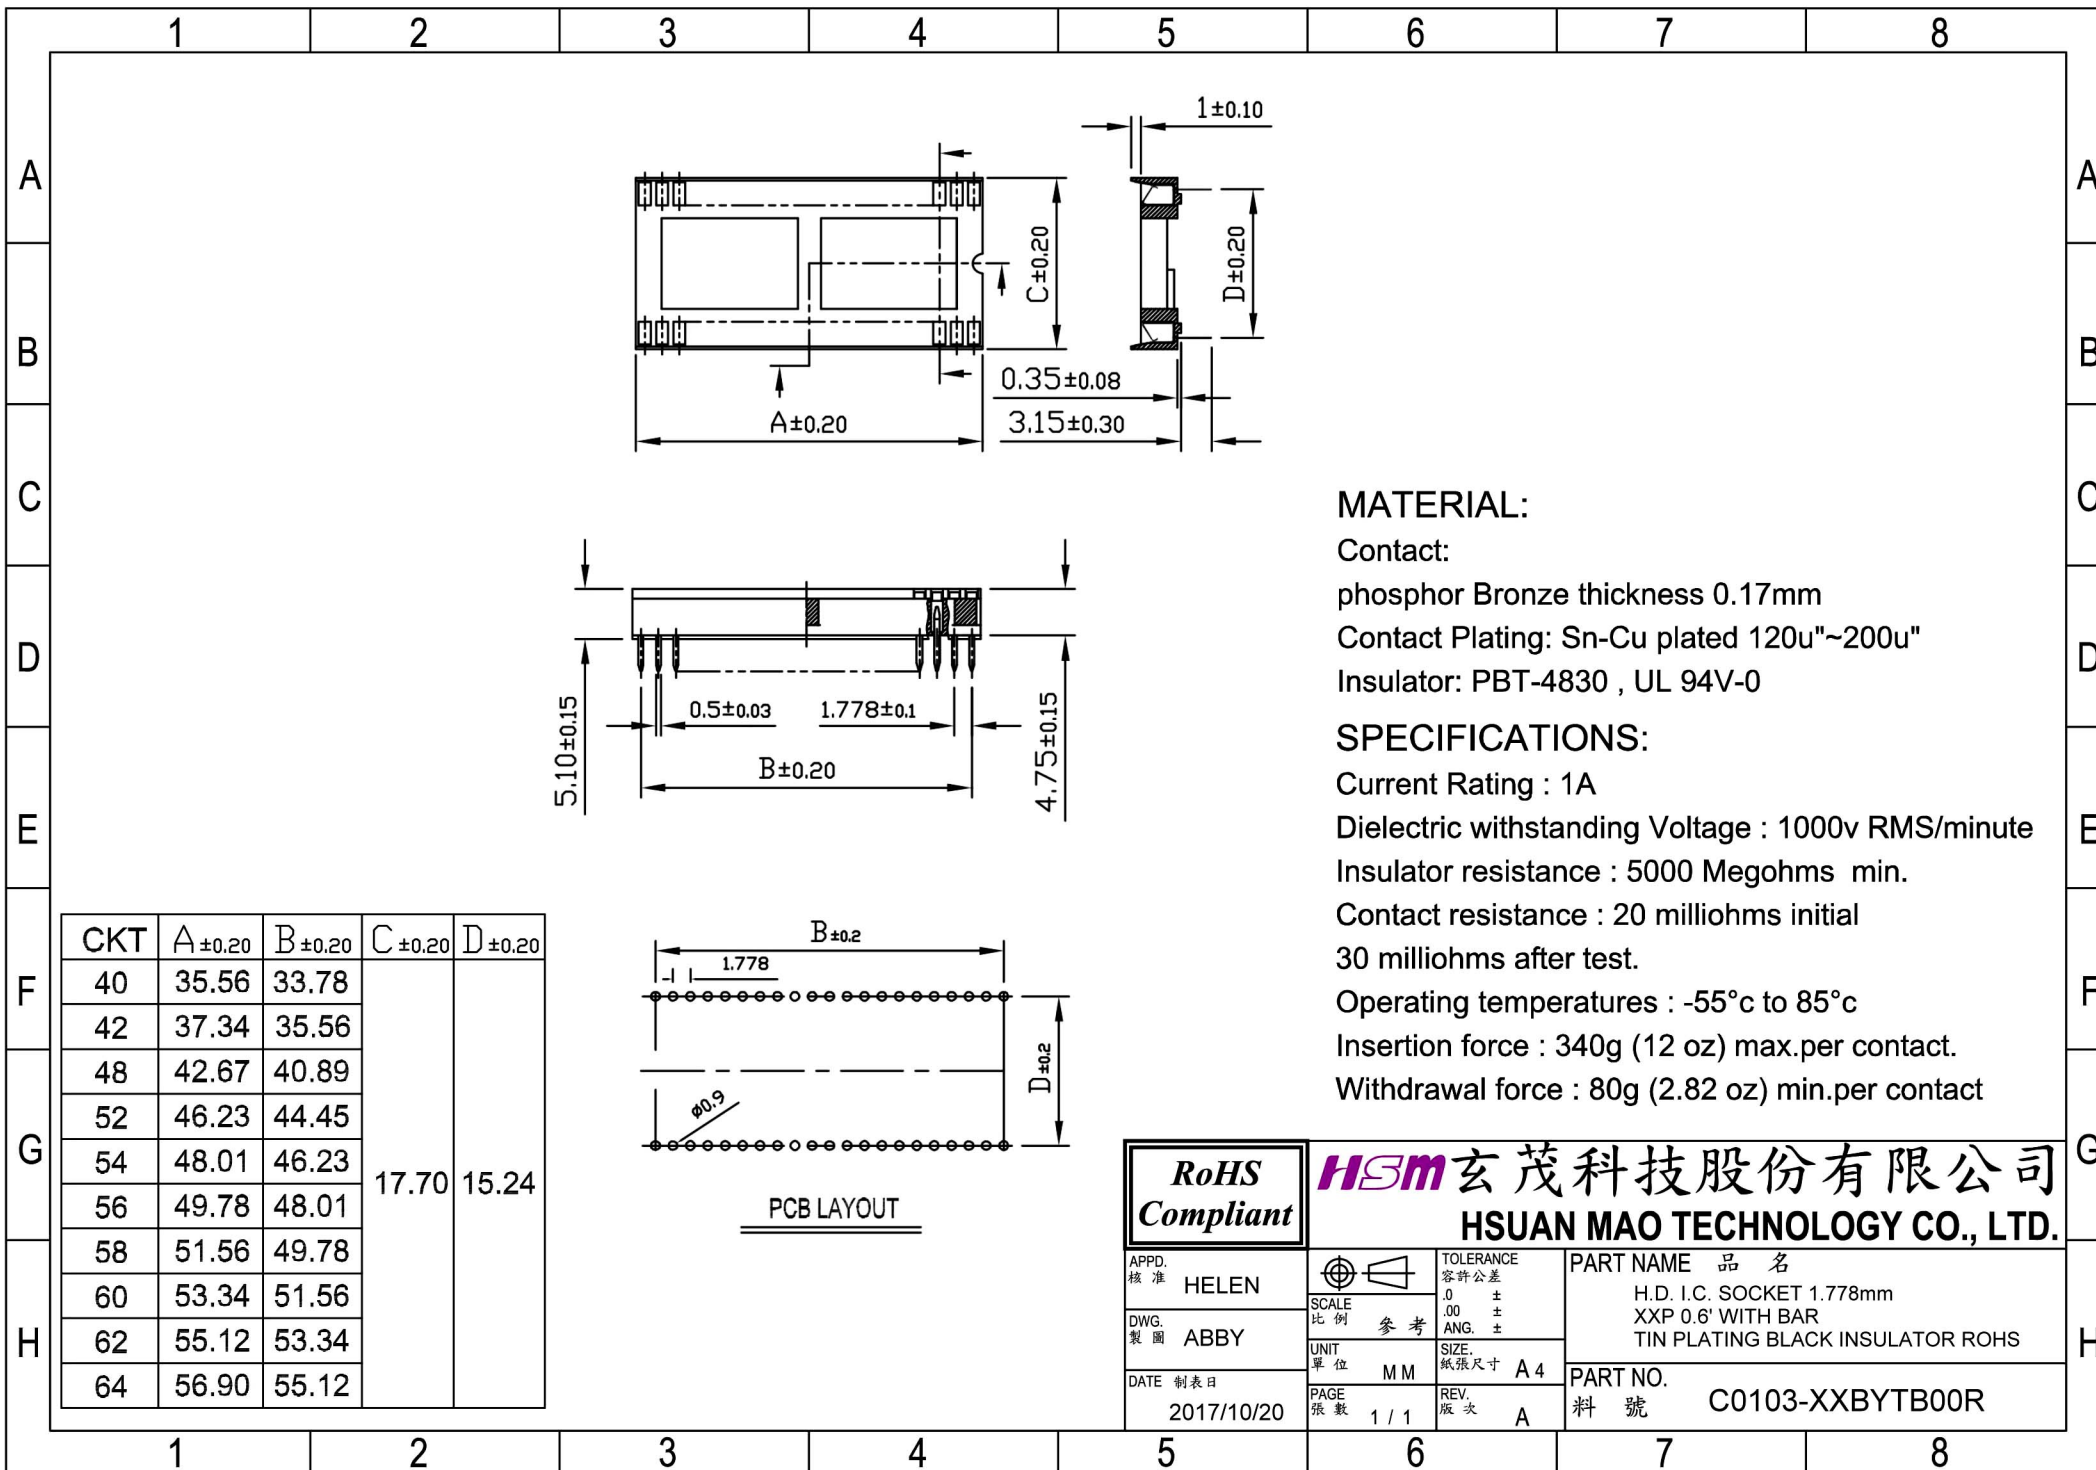 1 2 3 4 5 6 7 8
A A
B B
C C
D D
E E
F F
G G
H H
1±0.10
C±0.20
D±0.20
0.35±0.08
3.15±0.30
A±0.20
5.10±0.15
0.5±0.03
1.778±0.1
B±0.20
4.75±0.15
MATERIAL:
Contact:
phosphor Bronze thickness 0.17mm
Contact Plating: Sn-Cu plated 120u"~200u"
Insulator: PBT-4830 , UL 94V-0
SPECIFICATIONS:
Current Rating : 1A
Dielectric withstanding Voltage : 1000v RMS/minute
Insulator resistance : 5000 Megohms min.
Contact resistance : 20 milliohms initial
30 milliohms after test.
Operating temperatures : -55°c to 85°c
Insertion force : 340g (12 oz) max.per contact.
Withdrawal force : 80g (2.82 oz) min.per contact
CKT A±0.20 B±0.20 C±0.20 D±0.20
40 35.56 33.78
42 37.34 35.56
48 42.67 40.89
52 46.23 44.45
54 48.01 46.23
17.70 15.24
56 49.78 48.01
58 51.56 49.78
60 53.34 51.56
62 55.12 53.34
64 56.90 55.12
B±0.2
1.778
D±0.2
ø0.9
PCB LAYOUT
RoHS
Compliant
HSM 玄茂科技股份有限公司
HSUAN MAO TECHNOLOGY CO., LTD.
APPD.
核准 HELEN
DWG.
製圖 ABBY
DATE 制表日
2017/10/20
SCALE
比例 參考
UNIT
單位 MM
PAGE
張數 1 / 1
TOLERANCE
容許公差
.0 ±
.00 ±
ANG. ±
SIZE.
紙張尺寸 A4
REV.
版次 A
PART NAME 品名
H.D. I.C. SOCKET 1.778mm
XXP 0.6' WITH BAR
TIN PLATING BLACK INSULATOR ROHS
PART NO.
料號 C0103-XXBYTB00R
1 2 3 4 5 6 7 8